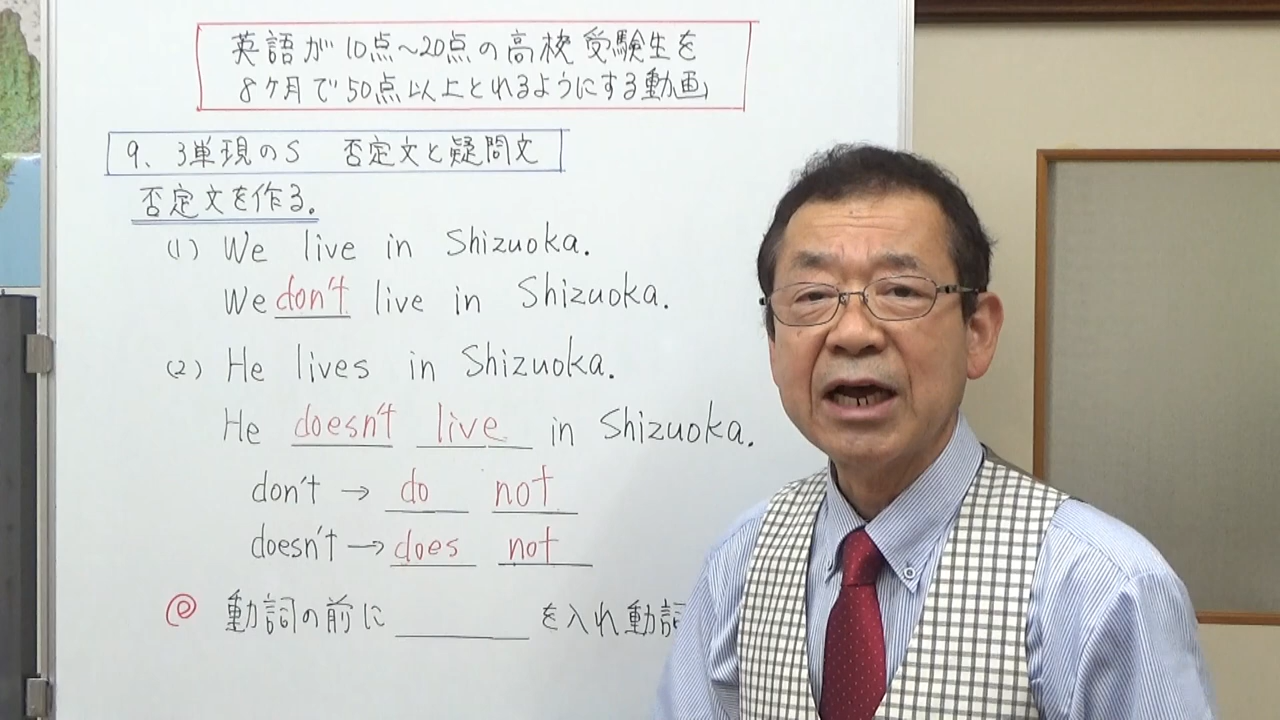 英語が10点~20点の高校受験生を
8ヶ月で50点以上とれるようにする動画
9、3単現のS 否定文と疑問文
否定文を作る。
(1) We live in Shizuoka.
We don't live in Shizuoka.
(2) He lives in Shizuoka.
He doesn't live in Shizuoka.
don't → do not
doesn't → does not
動詞の前に ______ を入れ動詞